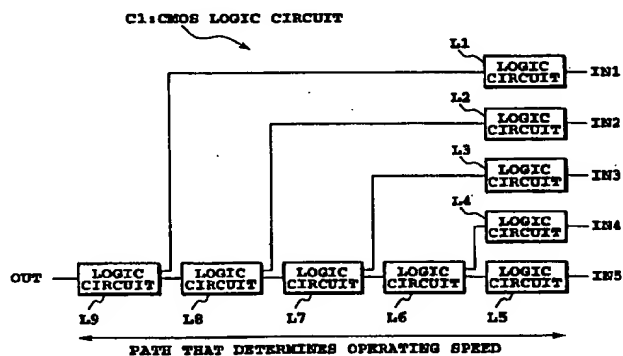 C1:CMOS LOGIC CIRCUIT
L1
LOGIC
CIRCUIT
IN1
L2
LOGIC
CIRCUIT
IN2
L3
LOGIC
CIRCUIT
IN3
L4
LOGIC
CIRCUIT
IN4
OUT
LOGIC
CIRCUIT
LOGIC
CIRCUIT
LOGIC
CIRCUIT
LOGIC
CIRCUIT
LOGIC
CIRCUIT
IN5
L9
L8
L7
L6
L5
PATH THAT DETERMINES OPERATING SPEED